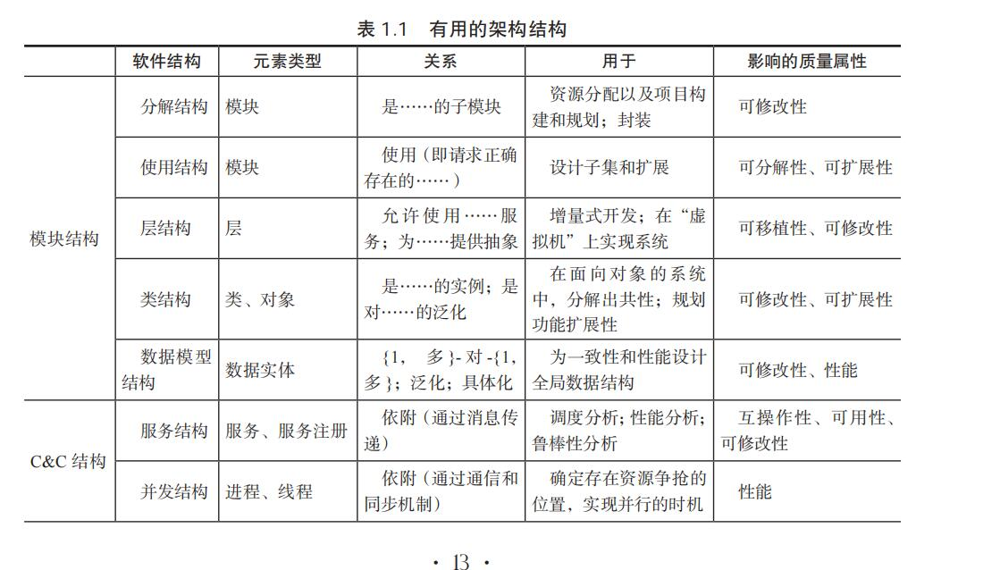 表 1.1 有用的架构结构
软件结构 元素类型 关系 用于 影响的质量属性
模块结构
分解结构 模块 是……的子模块 资源分配以及项目构
建和规划；封装 可修改性
使用结构 模块 使用（即请求正确
存在的……） 设计子集和扩展 可分解性、可扩展性
层结构 层 允许使用……服
务；为……提供抽象 增量式开发；在“虚
拟机”上实现系统 可移植性、可修改性
类结构 类、对象 是……的实例；是
对……的泛化 在面向对象的系统
中，分解出共性；规划
功能扩展性 可修改性、可扩展性
数据模型
结构 数据实体 {1, 多}-对-{1,
多}；泛化；具体化 为一致性和性能设计
全局数据结构 可修改性、性能
C&C 结构
服务结构 服务、服务注册 依附（通过消息传
递） 调度分析；性能分析；
鲁棒性分析 互操作性、可用性、
可修改性
并发结构 进程、线程 依附（通过通信和
同步机制） 确定存在资源争抢的
位置，实现并行的时机 性能
· 13 ·